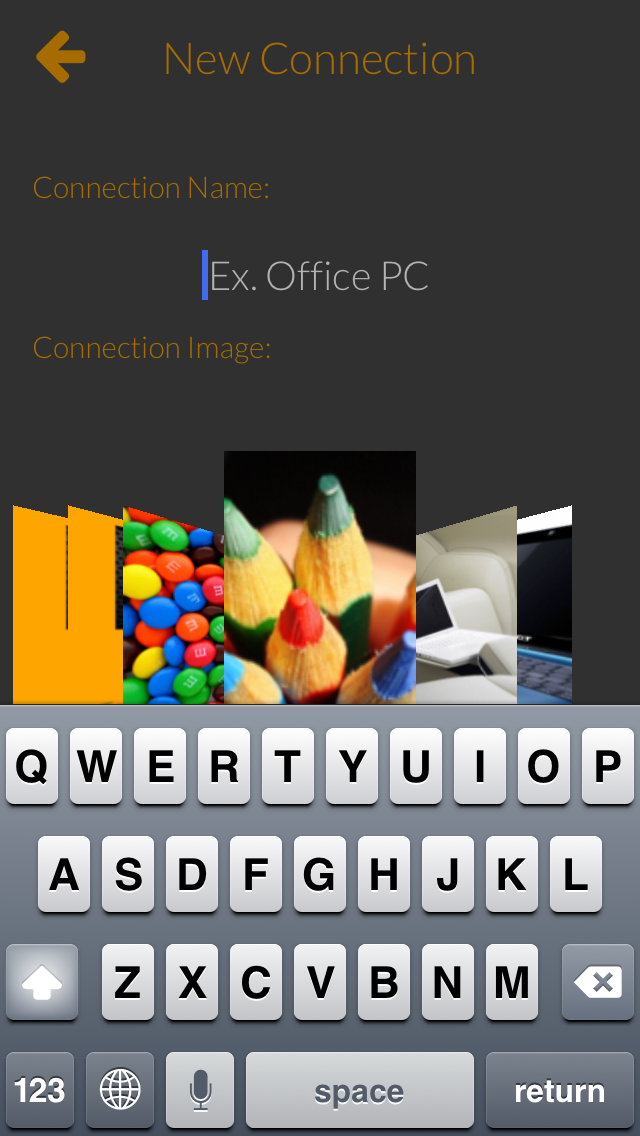 New Connection
Connection Name:
Ex. Office PC
Connection Image:
Q W E R T Y U I O P
A S D F G H J K L
Z X C V B N M
123 space return